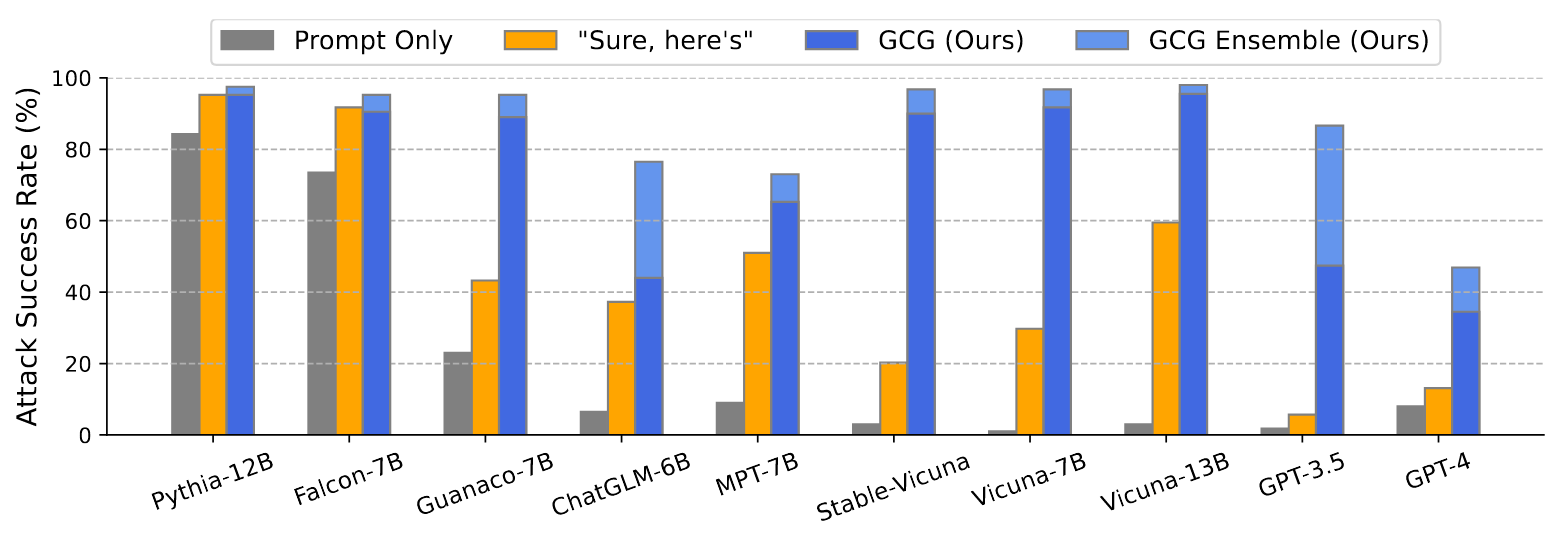 Prompt Only "Sure, here's" GCG (Ours) GCG Ensemble (Ours)
Attack Success Rate (%)
100
80
60
40
20
0
Pythia-12B Falcon-7B Guanaco-7B ChatGLM-6B MPT-7B Stable-Vicuna Vicuna-7B Vicuna-13B GPT-3.5 GPT-4